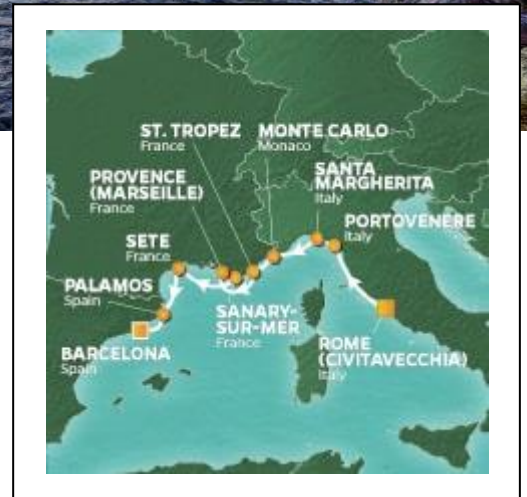 ST. TROPEZ
France
MONTE CARLO
Monaco
PROVENCE
(MARSEILLE)
France
SANTA
MARGHERITA
Italy
PORTOVENERE
Italy
SETE
France
PALAMOS
Spain
SANARY-
SUR-MER
France
BARCELONA
Spain
ROME
(CIVITAVECCHIA)
Italy